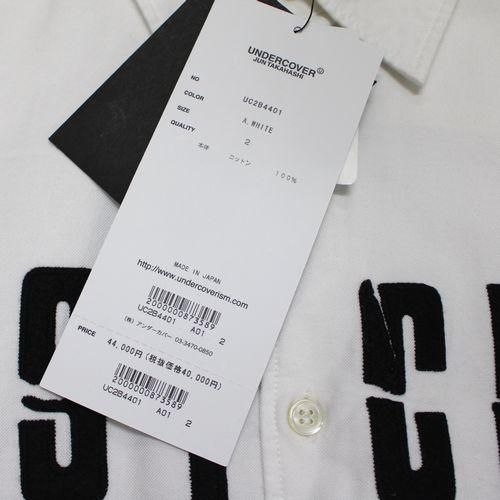 UNDERCOVER®
JUN TAKAHASHI
NO UC2B4401
COLOR A. WHITE
SIZE 2
QUALITY
本体 コットン 100%
MADE IN JAPAN
http://www.undercoverism.com
2000000873589
UC2B4401 A01 2
(株) アンダーカバー 03-3470-0850
PRICE 44,000円(税抜価格40,000円)
2000000873589
UC2B4401 A01 2